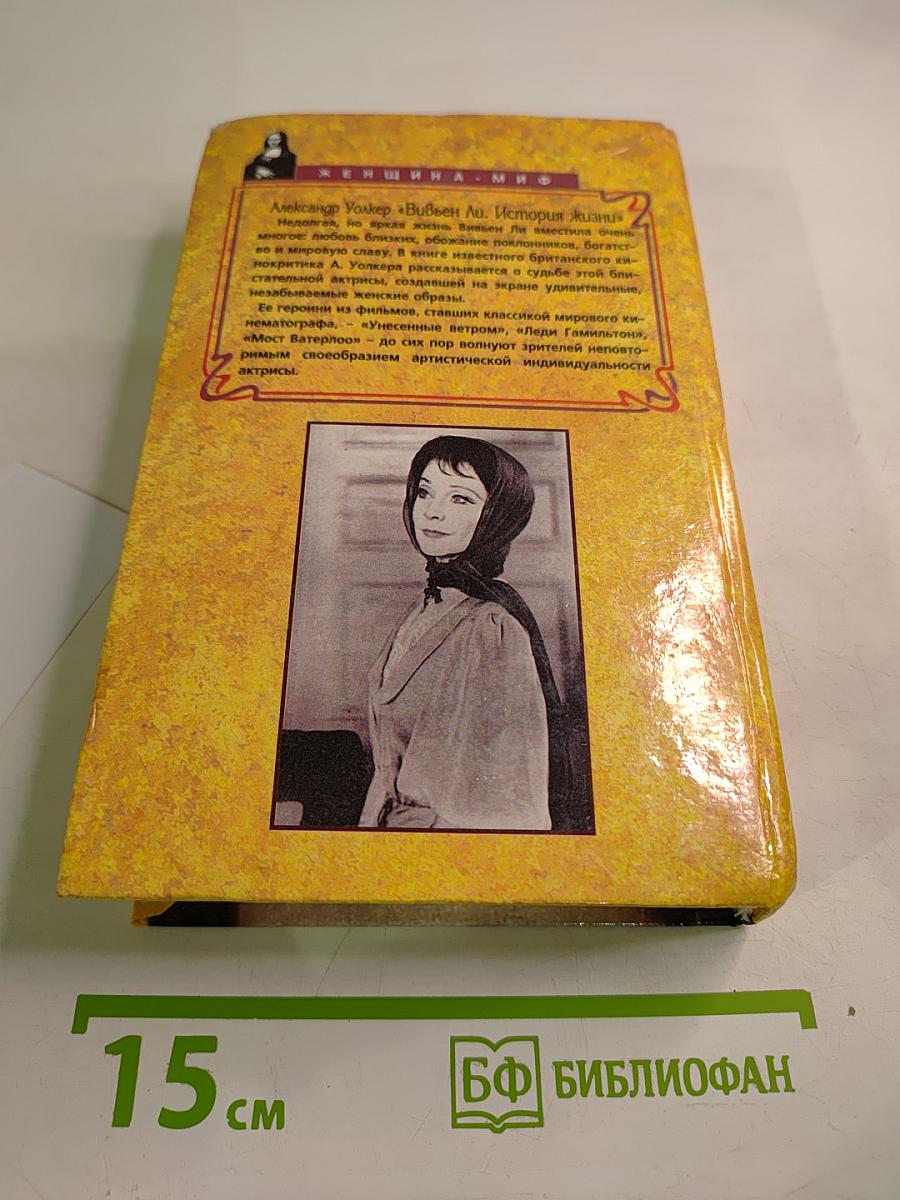 ЖЕНЩИНА-МИФ
Александр Уолкер «Вивьен Ли. История жизни»
Недолгая, но яркая жизнь Вивьен Ли вместила очень
многое: любовь близких, обожание поклонников, богатст-
во и мировую славу. В книге известного британского ки-
нокритика А. Уолкера рассказывается о судьбе этой бли-
стательной актрисы, создавшей на экране удивительные,
незабываемые женские образы.
Ее героини из фильмов, ставших классикой мирового ки-
нематографа, – «Унесенные ветром», «Леди Гамильтон»,
«Мост Ватерлоо» – до сих пор волнуют зрителей неповто-
римым своеобразием артистической индивидуальности
актрисы.
15 см
БФ БИБЛИОФАН